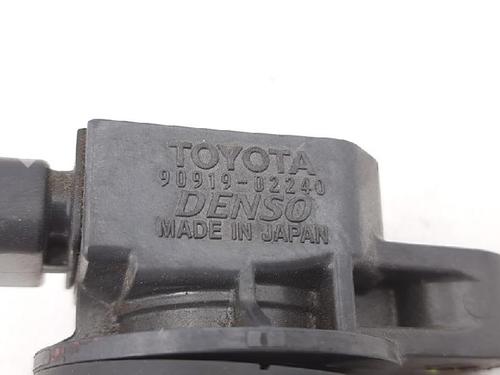 TOYOTA
90919-02240
DENSO
MADE IN JAPAN